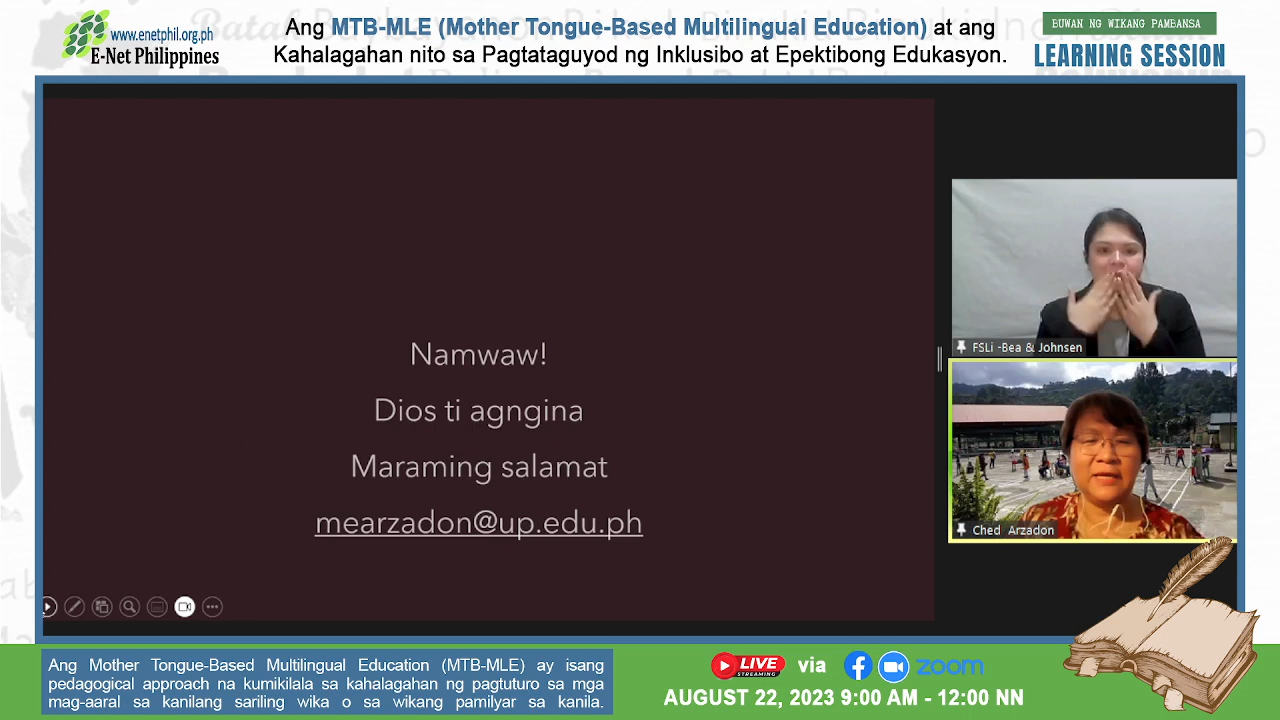 www.enetphil.org.ph
E-Net Philippines
Ang MTB-MLE (Mother Tongue-Based Multilingual Education) at ang
Kahalagahan nito sa Pagtataguyod ng Inklusibo at Epektibong Edukasyon.
BUWAN NG WIKANG PAMBANSA
LEARNING SESSION
Namwaw!
Dios ti agngina
Maraming salamat
mearzadon@up.edu.ph
FSLi -Bea & Johnsen
Ched Arzadon
Ang Mother Tongue-Based Multilingual Education (MTB-MLE) ay isang
pedagogical approach na kumikilala sa kahalagahan ng pagtuturo sa mga
mag-aaral sa kanilang sariling wika o sa wikang pamilyar sa kanila.
LIVE
STREAMING
via
zoom
AUGUST 22, 2023 9:00 AM - 12:00 NN